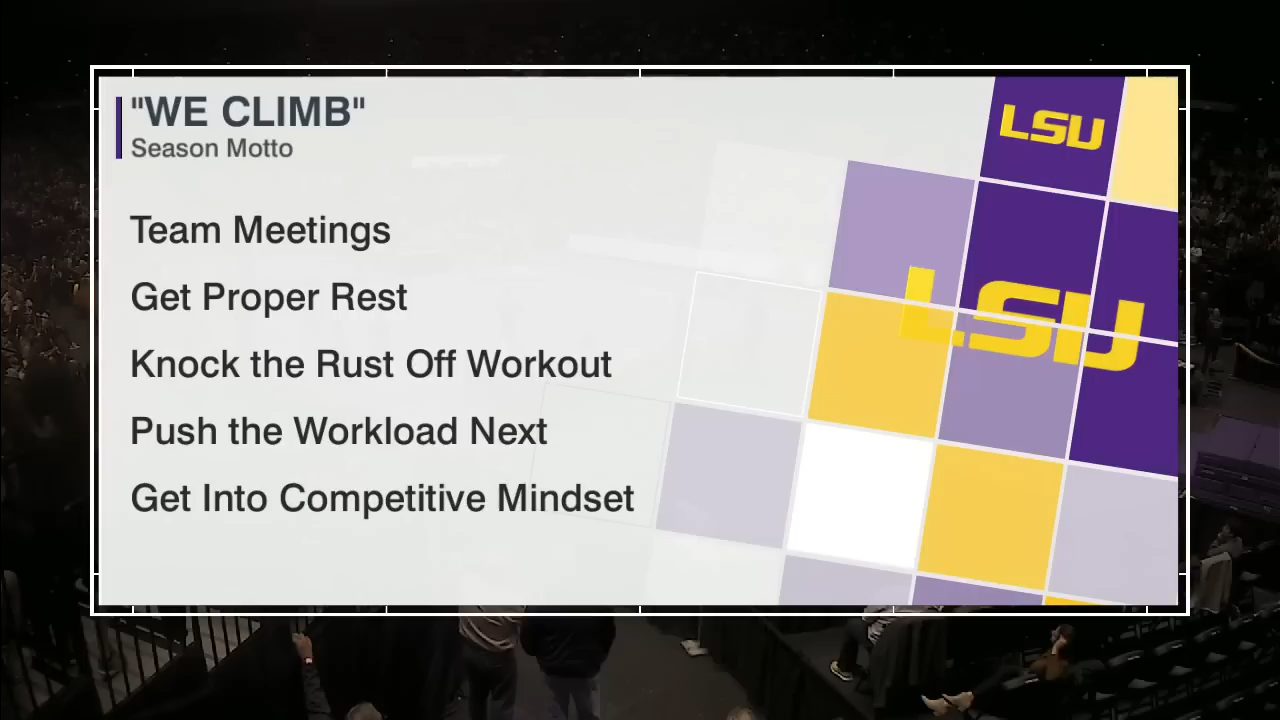 "WE CLIMB"
Season Motto
LSU
Team Meetings
Get Proper Rest
LSU
Knock the Rust Off Workout
Push the Workload Next
Get Into Competitive Mindset